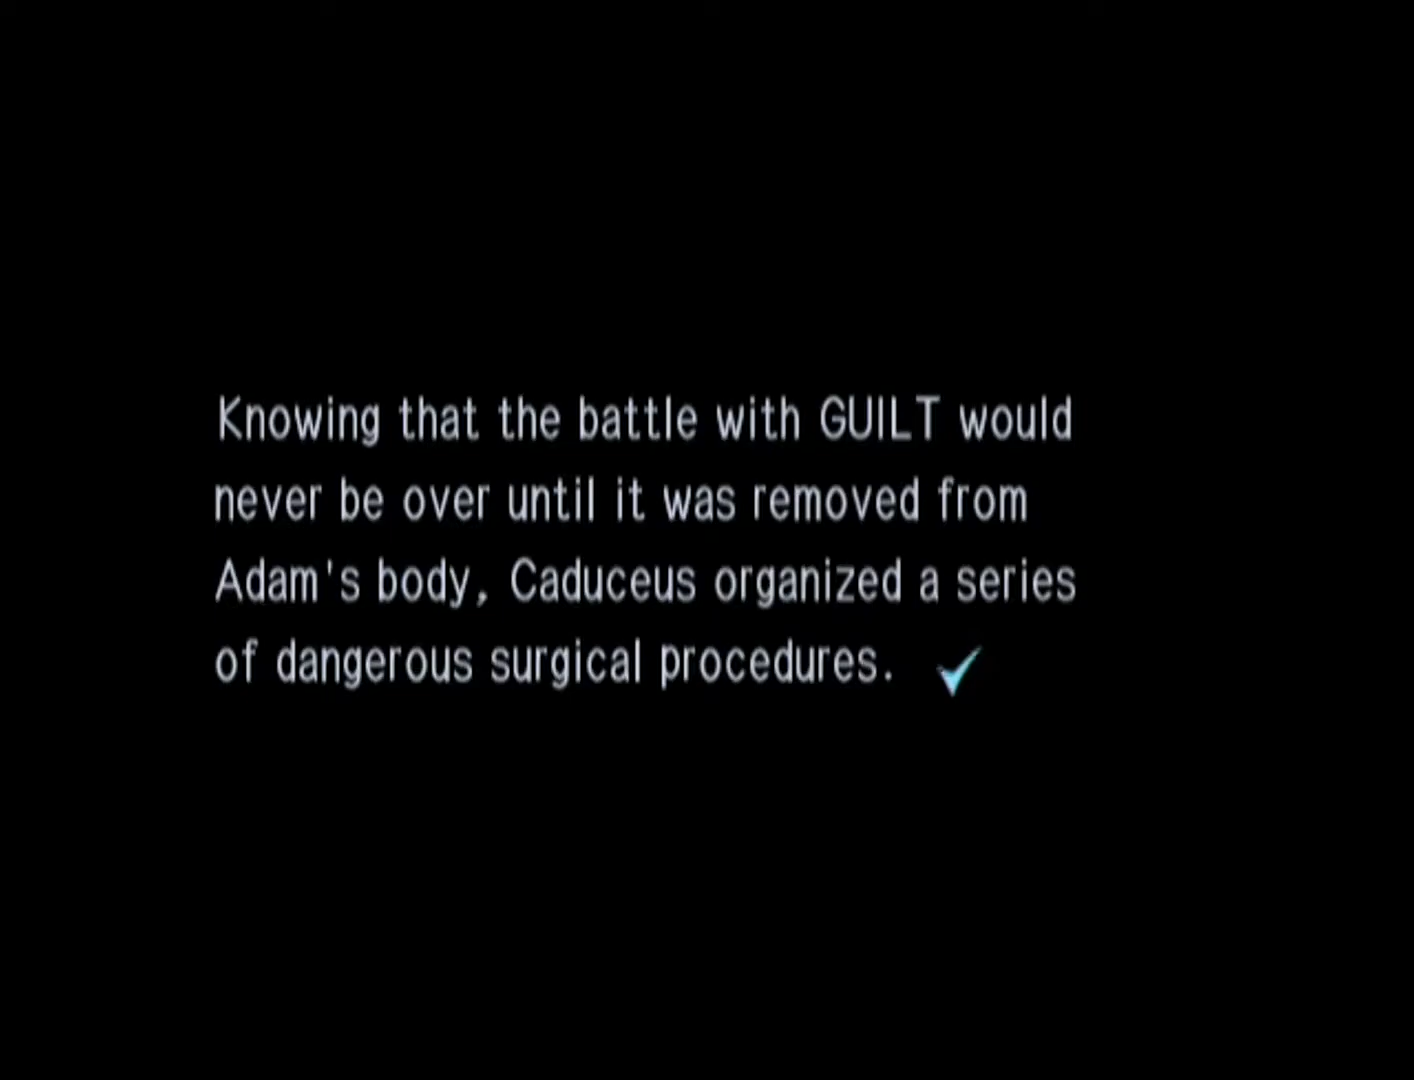 Knowing that the battle with GUILT would
never be over until it was removed from
Adam's body, Caduceus organized a series
of dangerous surgical procedures.